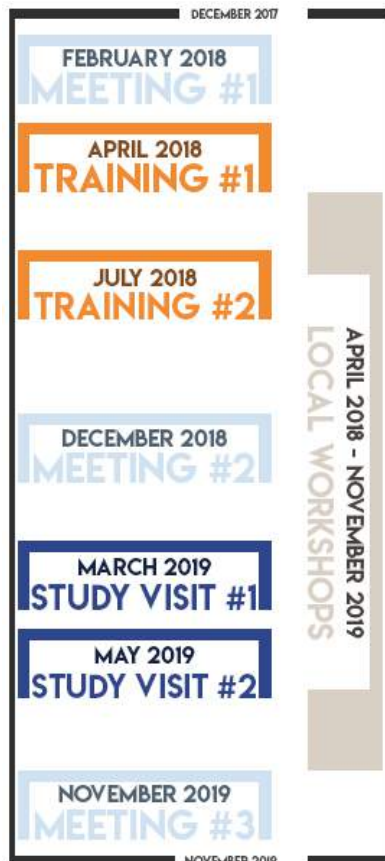 DECEMBER 2017
FEBRUARY 2018
MEETING #1
APRIL 2018
TRAINING #1
JULY 2018
TRAINING #2
DECEMBER 2018
MEETING #2
MARCH 2019
STUDY VISIT #1
MAY 2019
STUDY VISIT #2
NOVEMBER 2019
MEETING #3
NOVEMBER 2019
APRIL 2018 - NOVEMBER 2019
LOCAL WORKSHOPS